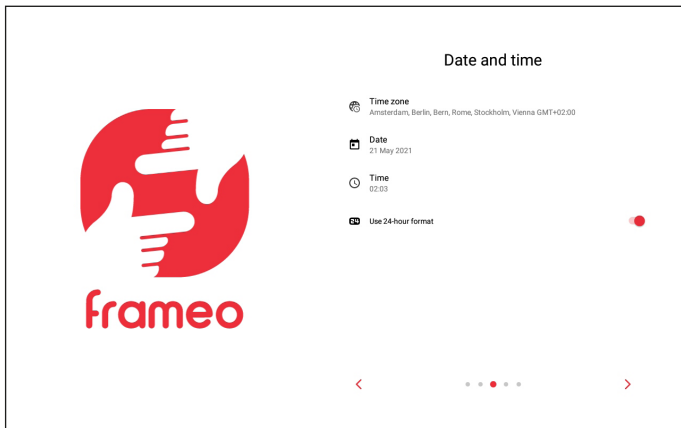 frameo
Date and time
Time zone
Amsterdam, Berlin, Bern, Rome, Stockholm, Vienna GMT+02:00
Date
21 May 2021
Time
02:03
24
Use 24-hour format